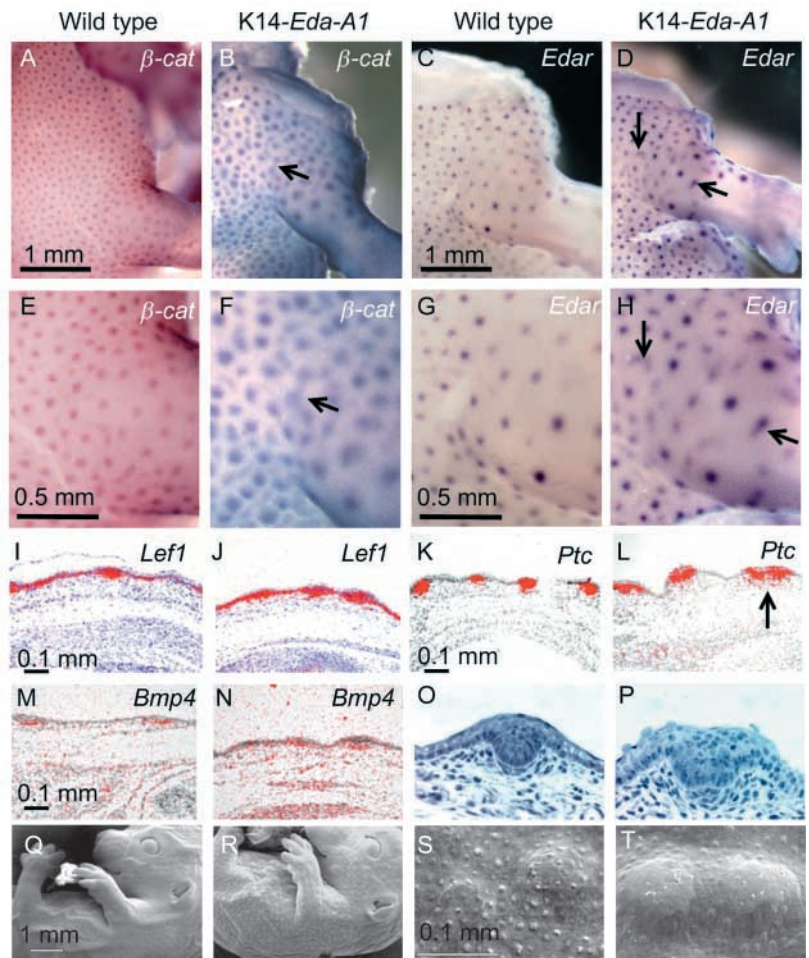 Wild type K14-Eda-A1 Wild type K14-Eda-A1
A β-cat B β-cat C Edar D Edar
1 mm 1 mm
E β-cat F β-cat G Edar H Edar
0.5 mm 0.5 mm
I Lef1 J Lef1 K Ptc L Ptc
0.1 mm 0.1 mm
M Bmp4 N Bmp4 O P
0.1 mm
Q R S T
1 mm 0.1 mm